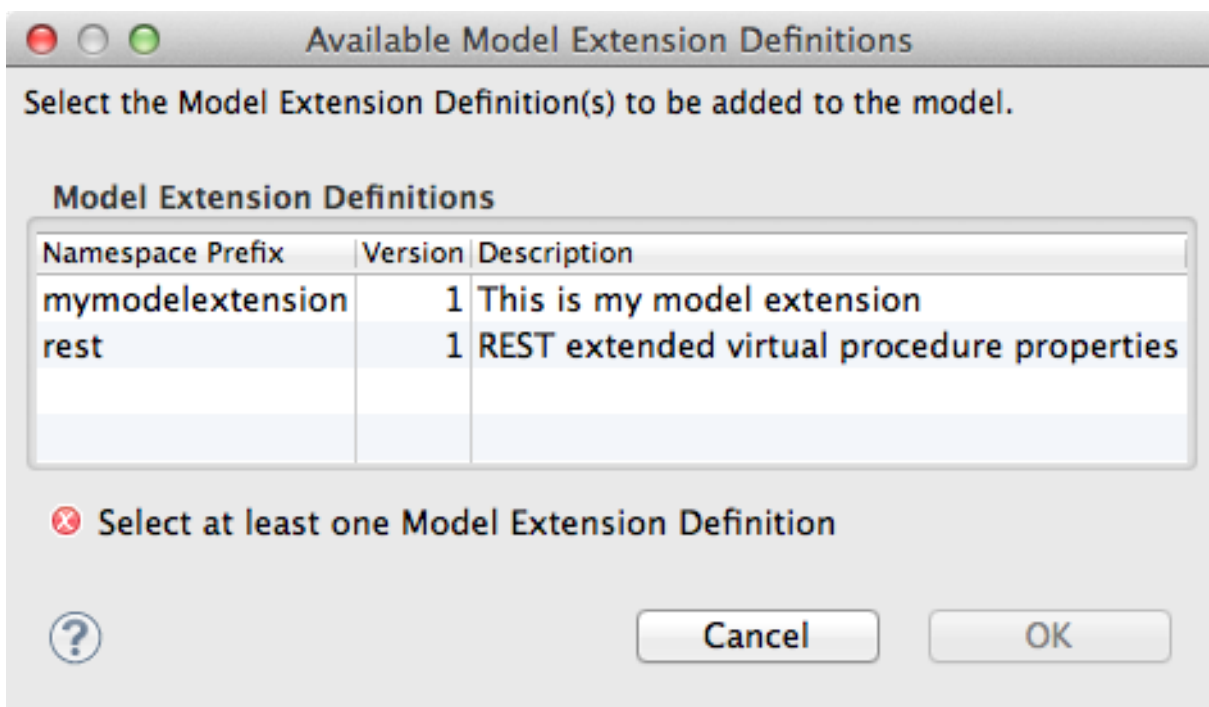 Available Model Extension Definitions
Select the Model Extension Definition(s) to be added to the model.
Model Extension Definitions
Namespace Prefix Version Description
mymodelextension 1 This is my model extension
rest 1 REST extended virtual procedure properties
Select at least one Model Extension Definition
? Cancel OK